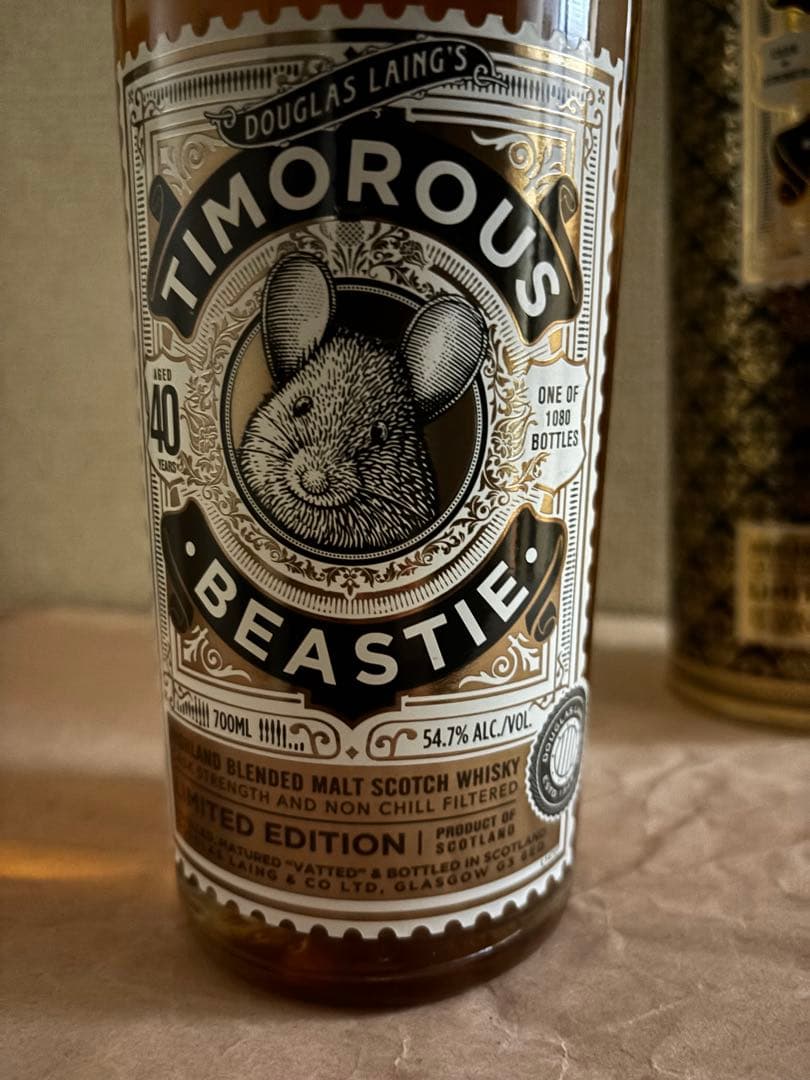 DOUGLAS LAING'S
TIMOROUS
AGED
40
YEARS
ONE OF
1080
BOTTLES
BEASTIE
700ML
54.7% ALC./VOL.
BLENDED MALT SCOTCH WHISKY
STRENGTH AND NON CHILL FILTERED
LIMITED EDITION
PRODUCT OF
SCOTLAND
MATURED "VATTED" & BOTTLED IN SCOTLAND
LAING & CO LTD, GLASGOW G3